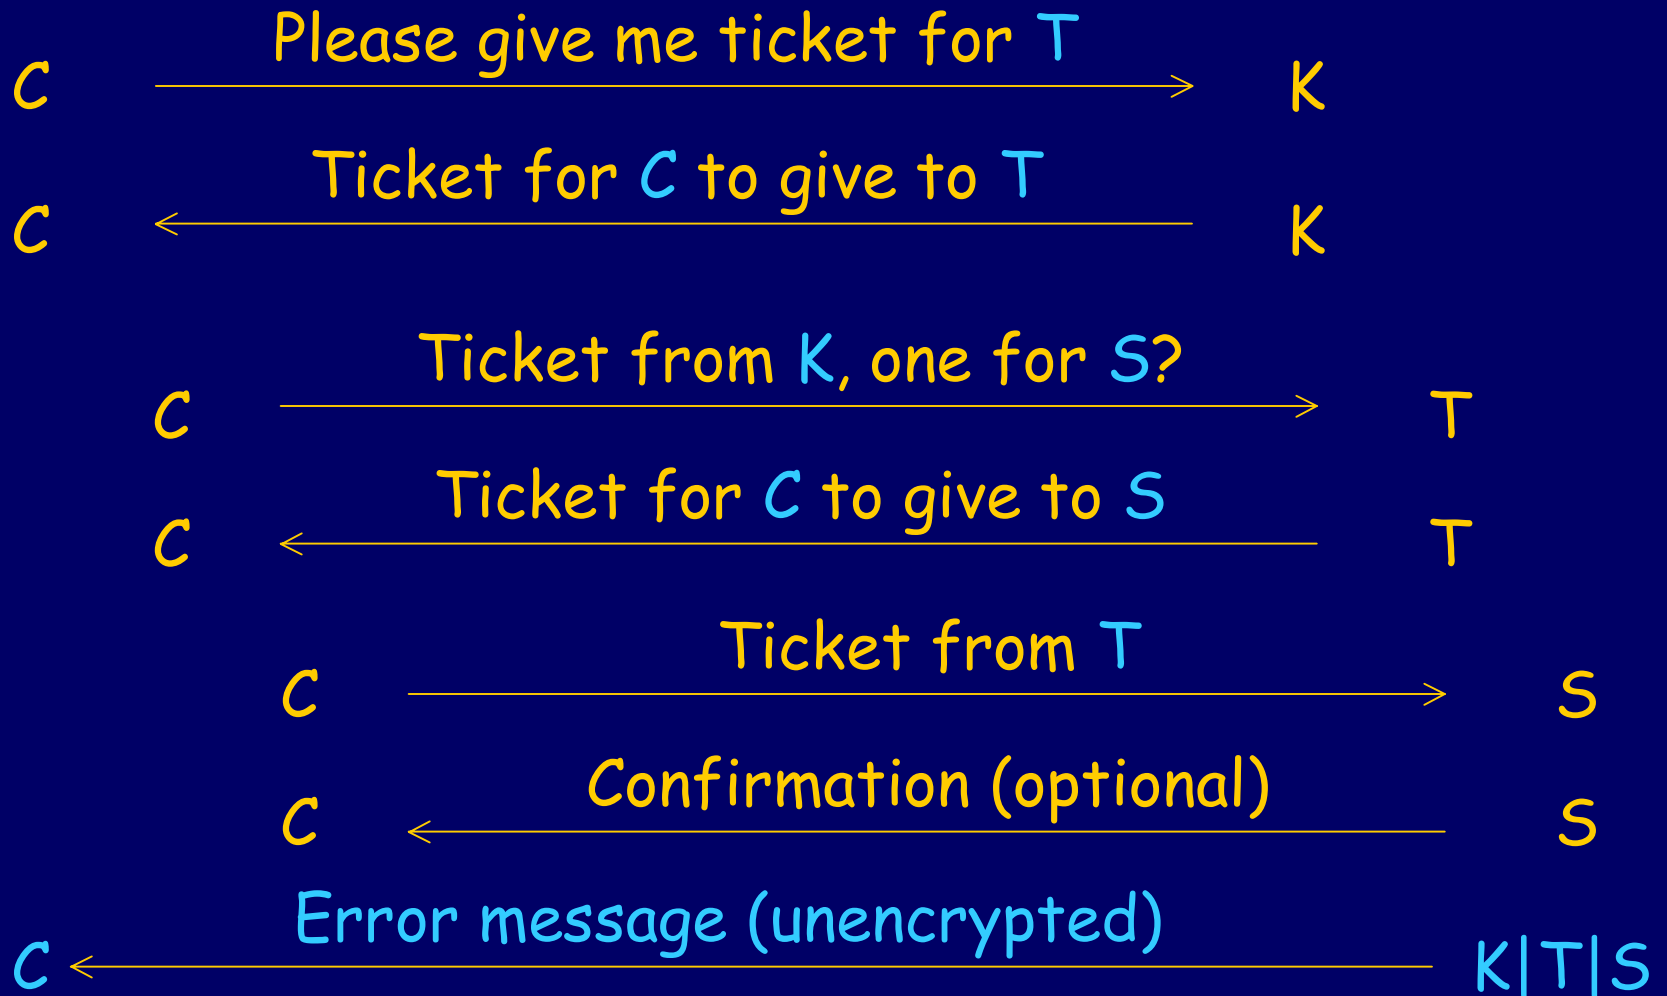 Please give me ticket for T
C K
Ticket for C to give to T
C K
Ticket from K, one for S?
C T
Ticket for C to give to S
C T
Ticket from T
C S
Confirmation (optional)
C S
Error message (unencrypted)
C K|T|S